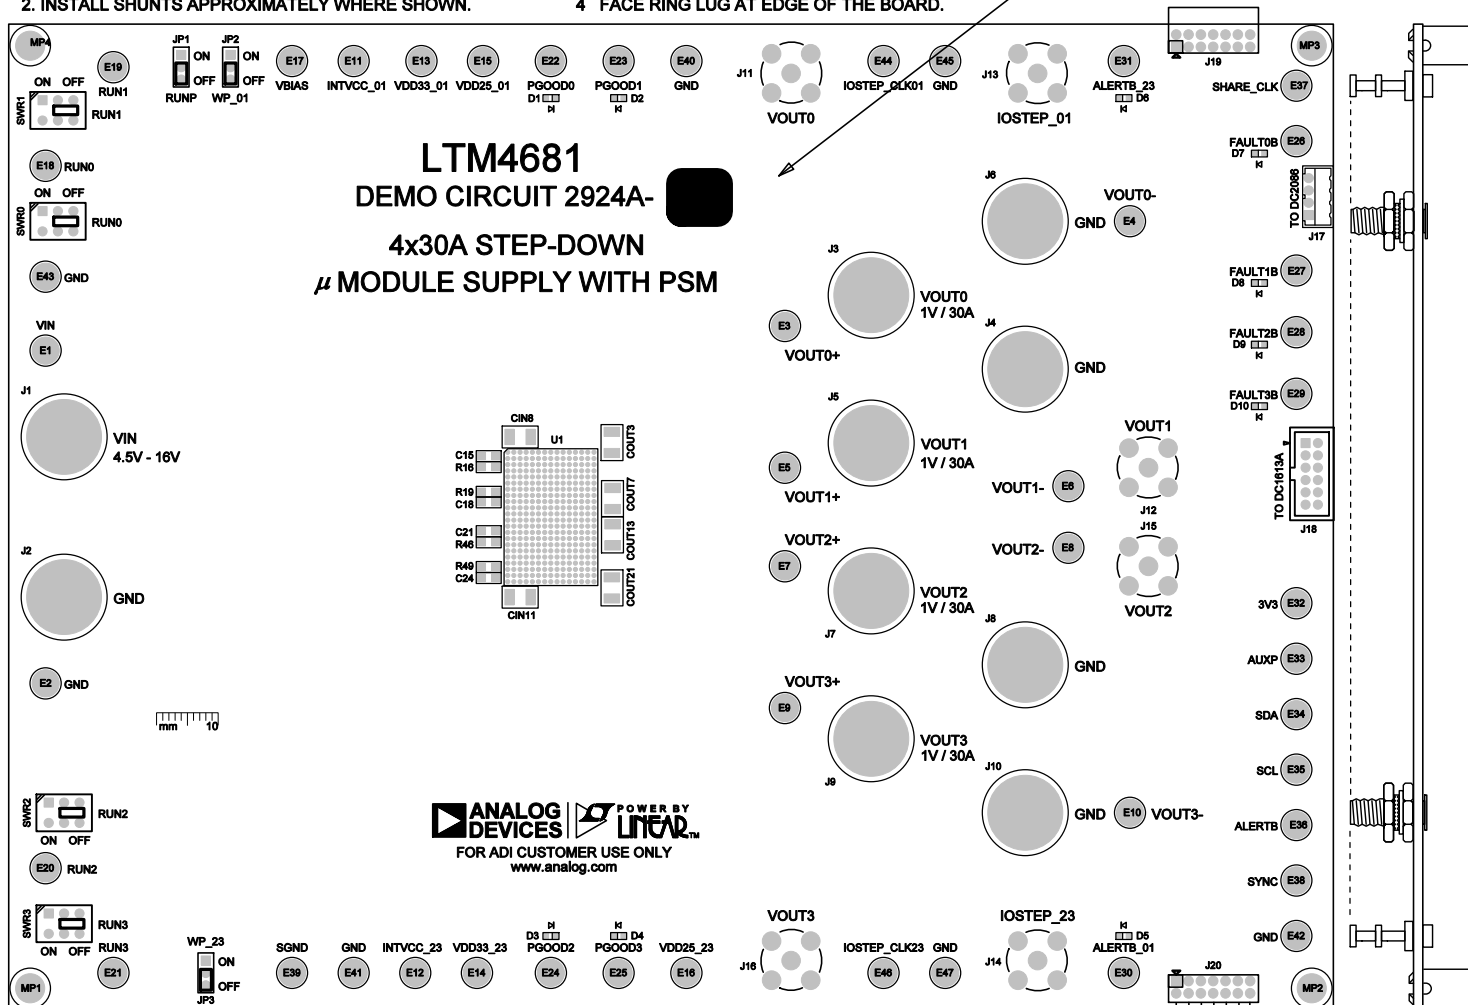 2. INSTALL SHUNTS APPROXIMATELY WHERE SHOWN.
4 FACE RING LUG AT EDGE OF THE BOARD.
MP4
E19
RUN1
ON OFF
SWR1
RUN1
JP1
ON
OFF
RUNP
JP2
ON
OFF
WP_01
E17
VBIAS
E11
INTVCC_01
E13
VDD33_01
E15
VDD25_01
E22
PGOOD0
D1
E23
PGOOD1
D2
E40
GND
J11
VOUT0
E44
IOSTEP_CLK01
E45
GND
J13
IOSTEP_01
E31
ALERTB_23
D6
J19
MP3
SHARE_CLK
E37
E18
RUN0
ON OFF
SWR0
RUN0
E43
GND
LTM4681
DEMO CIRCUIT 2924A-
4x30A STEP-DOWN
µ MODULE SUPPLY WITH PSM
FAULT0B
D7
E26
J6
GND
VOUT0-
E4
TO DC2086
J17
J3
VOUT0
1V / 30A
FAULT1B
D8
E27
VIN
E1
E3
VOUT0+
J4
GND
FAULT2B
D9
E28
J1
VIN
4.5V - 16V
J5
VOUT1
1V / 30A
FAULT3B
D10
E29
CIN6
U1
COUT3
C15
R16
R19
C18
COUT7
C21
R46
COUT13
R49
C24
COUT21
CIN11
E5
VOUT1+
VOUT1
VOUT1-
E6
J12
TO DC1613A
J18
J15
VOUT2-
E8
VOUT2
VOUT2+
E7
VOUT2
1V / 30A
J7
J2
GND
3V3
E32
J8
GND
AUXP
E33
E2
GND
VOUT3+
E9
SDA
E34
mm 10
VOUT3
1V / 30A
J9
J10
GND
E10
VOUT3-
SCL
E35
SWR2
RUN2
ON OFF
E20
RUN2
ANALOG
DEVICES
POWER BY
LINEAR
TM
FOR ADI CUSTOMER USE ONLY
www.analog.com
ALERTB
E36
SYNC
E38
SWR3
RUN3
ON OFF
RUN3
E21
MP1
WP_23
ON
OFF
JP3
SGND
E39
GND
E41
INTVCC_23
E12
VDD33_23
E14
D3
PGOOD2
E24
D4
PGOOD3
E25
VDD25_23
E16
VOUT3
J16
IOSTEP_CLK23
E46
GND
E47
IOSTEP_23
J14
D5
ALERTB_01
E30
GND
E42
J20
MP2